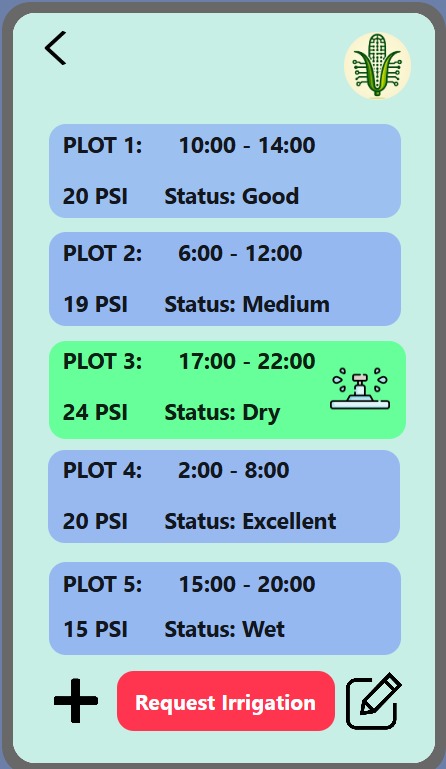 PLOT 1: 10:00 - 14:00
20 PSI Status: Good
PLOT 2: 6:00 - 12:00
19 PSI Status: Medium
PLOT 3: 17:00 - 22:00
24 PSI Status: Dry
PLOT 4: 2:00 - 8:00
20 PSI Status: Excellent
PLOT 5: 15:00 - 20:00
15 PSI Status: Wet
Request Irrigation